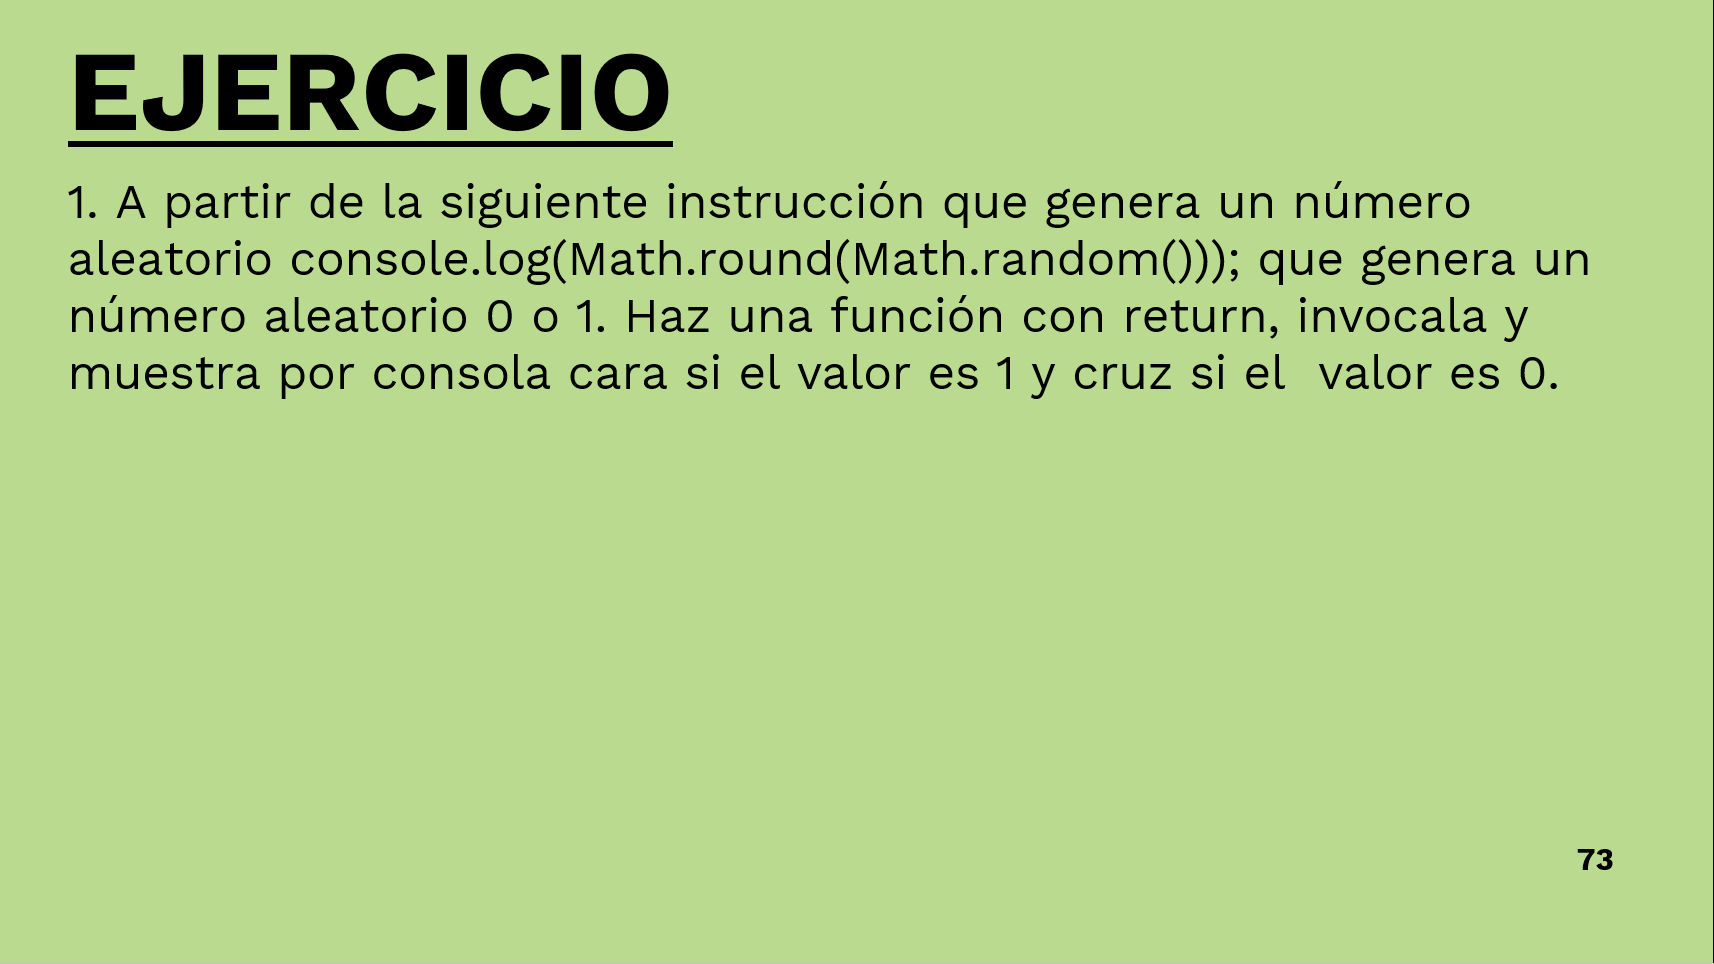 EJERCICIO
1. A partir de la siguiente instrucción que genera un número
aleatorio console.log(Math.round(Math.random())); que genera un
número aleatorio 0 o 1. Haz una función con return, invocala y
muestra por consola cara si el valor es 1 y cruz si el  valor es 0.
73